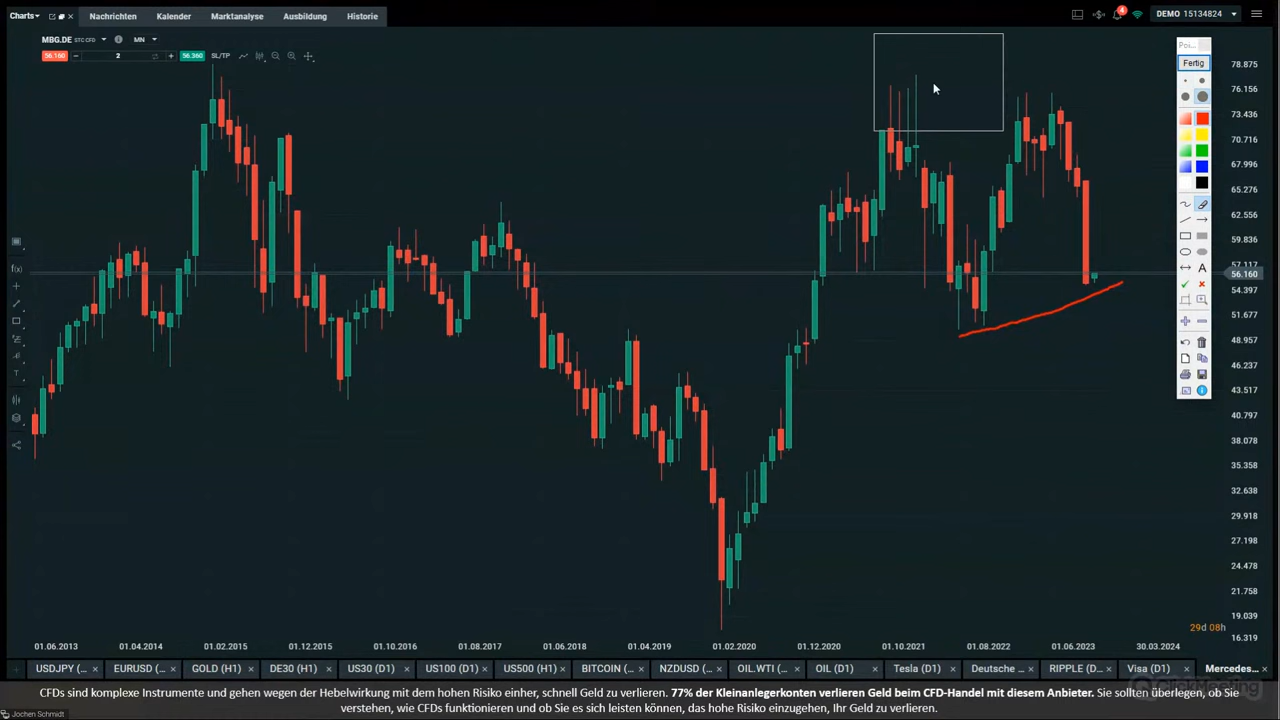 Charts
Nachrichten
Kalender
Marktanalyse
Ausbildung
Historie
4
DEMO 15134824
MBG.DE STC CFD
MN
56.160
2
56.360
SL/TP
Fertig
78.875
76.156
73.436
70.716
67.996
65.276
62.556
59.836
57.117
56.160
54.397
51.677
48.957
46.237
43.517
40.797
38.078
35.358
32.638
29.918
27.198
24.478
21.758
19.039
16.319
29d 08h
01.06.2013
01.04.2014
01.02.2015
01.12.2015
01.10.2016
01.08.2017
01.06.2018
01.04.2019
01.02.2020
01.12.2020
01.10.2021
01.08.2022
01.06.2023
30.03.2024
USDJPY (...
EURUSD (...
GOLD (H1)
DE30 (H1)
US30 (D1)
US100 (D1)
US500 (H1)
BITCOIN (...
NZDUSD (...
OIL.WTI (...
OIL (D1)
Tesla (D1)
Deutsche ...
RIPPLE (D...
Visa (D1)
Mercedes...
ClickMeeting
CFDs sind komplexe Instrumente und gehen wegen der Hebelwirkung mit dem hohen Risiko einher, schnell Geld zu verlieren. 77% der Kleinanlegerkonten verlieren Geld beim CFD-Handel mit diesem Anbieter. Sie sollten überlegen, ob Sie
verstehen, wie CFDs funktionieren und ob Sie es sich leisten können, das hohe Risiko einzugehen, Ihr Geld zu verlieren.
Jochen Schmidt